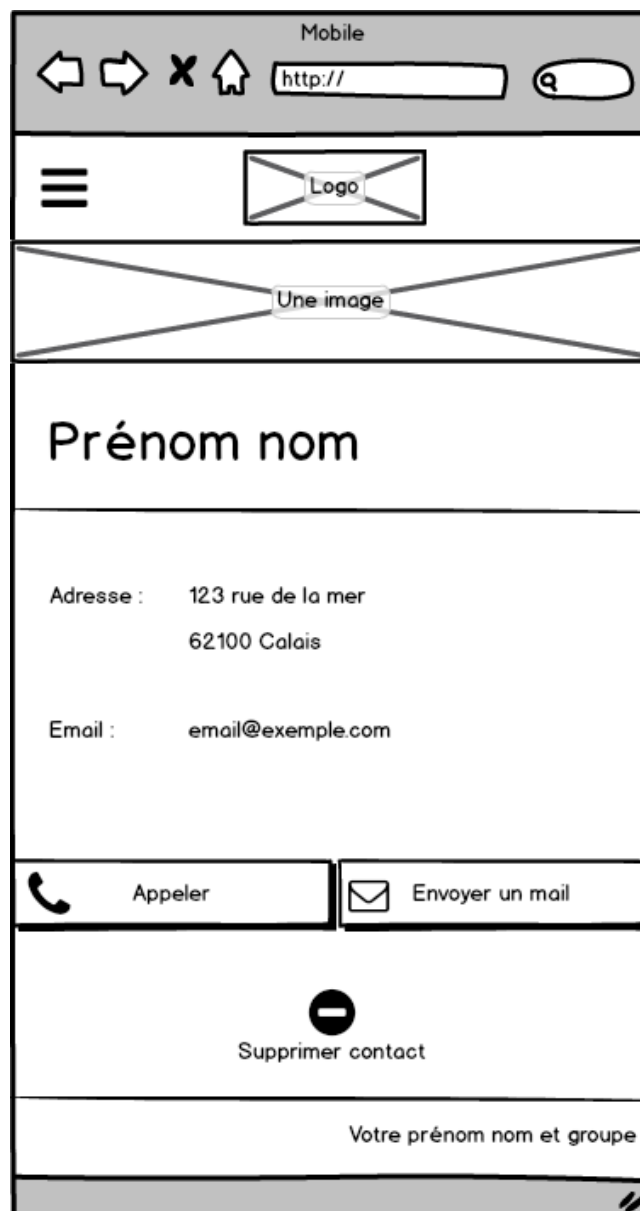 Mobile
http://
Logo
Une image
Prénom nom
Adresse : 123 rue de la mer
62100 Calais
Email : email@exemple.com
Appeler
Envoyer un mail
Supprimer contact
Votre prénom nom et groupe